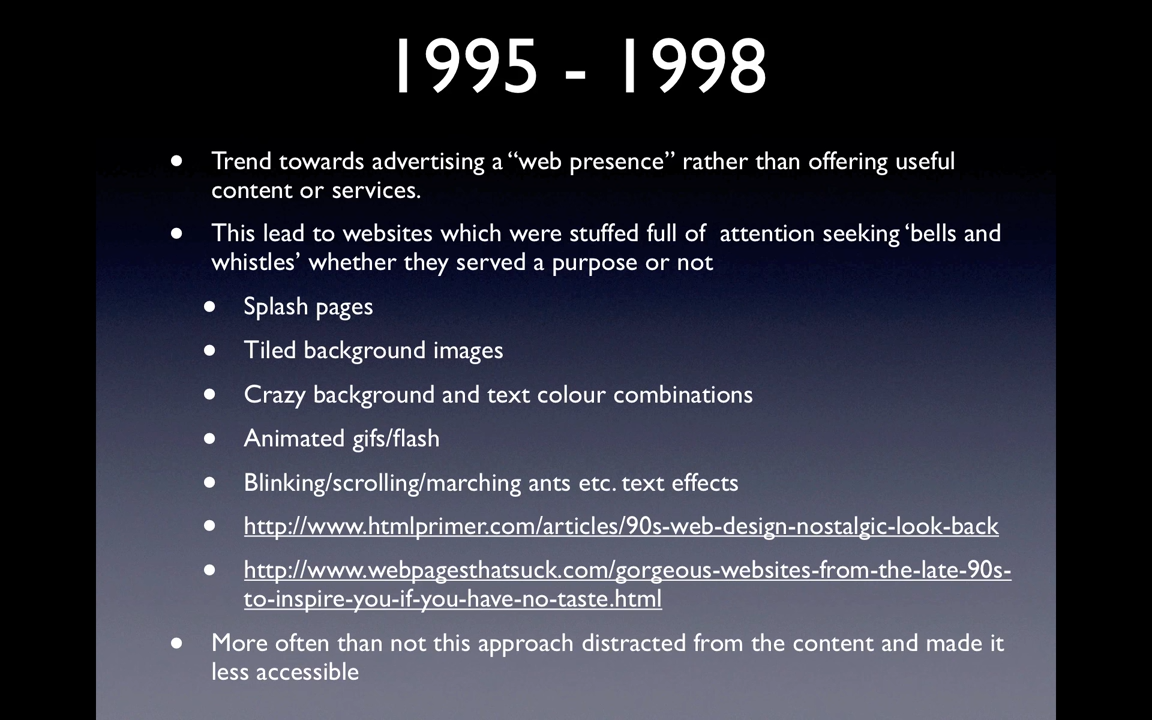 1995 - 1998
• Trend towards advertising a “web presence” rather than offering useful
content or services.
• This lead to websites which were stuffed full of  attention seeking ‘bells and
whistles’ whether they served a purpose or not
• Splash pages
• Tiled background images
• Crazy background and text colour combinations
• Animated gifs/flash
• Blinking/scrolling/marching ants etc. text effects
• http://www.htmlprimer.com/articles/90s-web-design-nostalgic-look-back
• http://www.webpagesthatsuck.com/gorgeous-websites-from-the-late-90s-
to-inspire-you-if-you-have-no-taste.html
• More often than not this approach distracted from the content and made it
less accessible